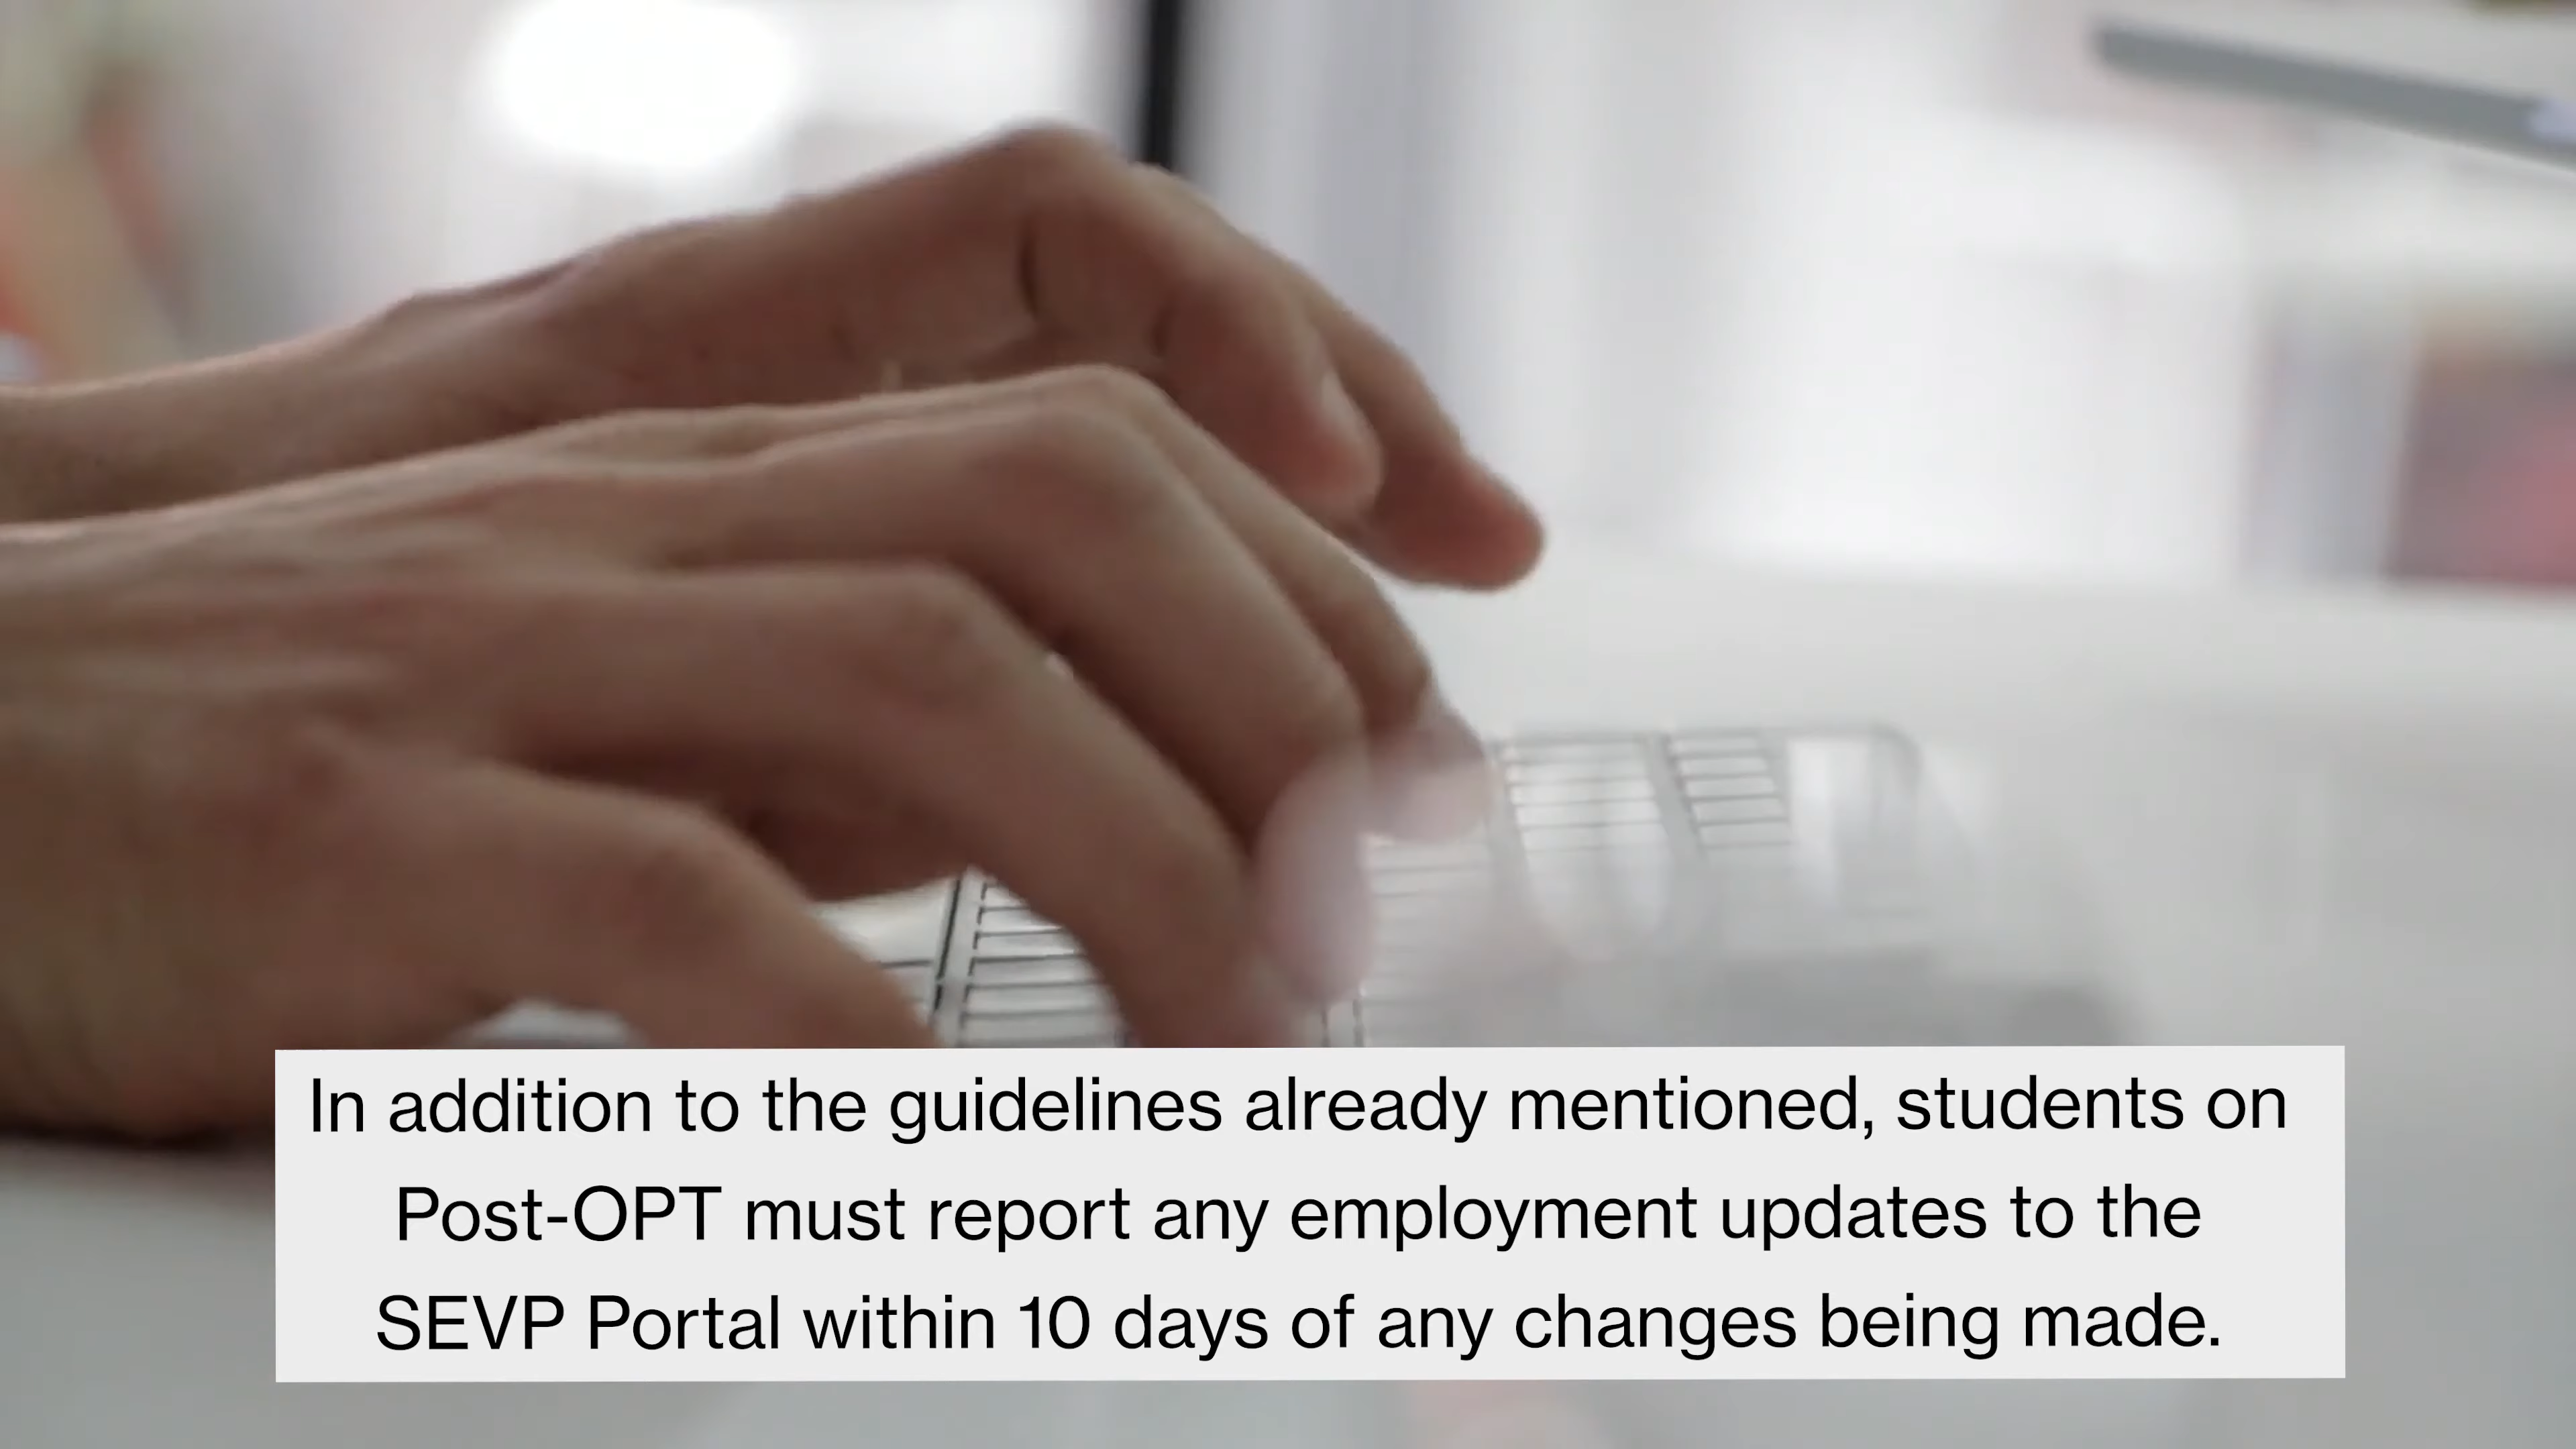 In addition to the guidelines already mentioned, students on
Post-OPT must report any employment updates to the
SEVP Portal within 10 days of any changes being made.